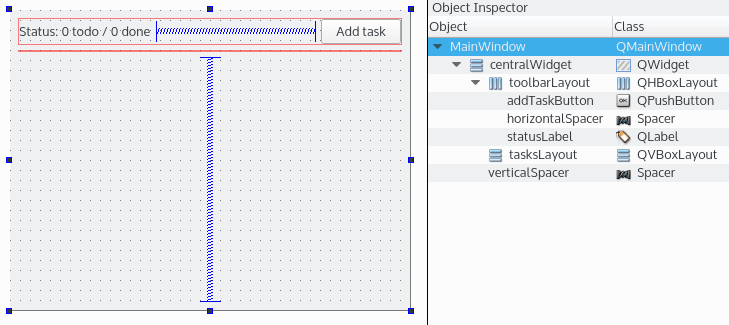 Status: 0 todo / 0 done
Add task
Object Inspector
Object Class
MainWindow QMainWindow
centralWidget QWidget
toolbarLayout QHBoxLayout
addTaskButton QPushButton
horizontalSpacer Spacer
statusLabel QLabel
tasksLayout QVBoxLayout
verticalSpacer Spacer